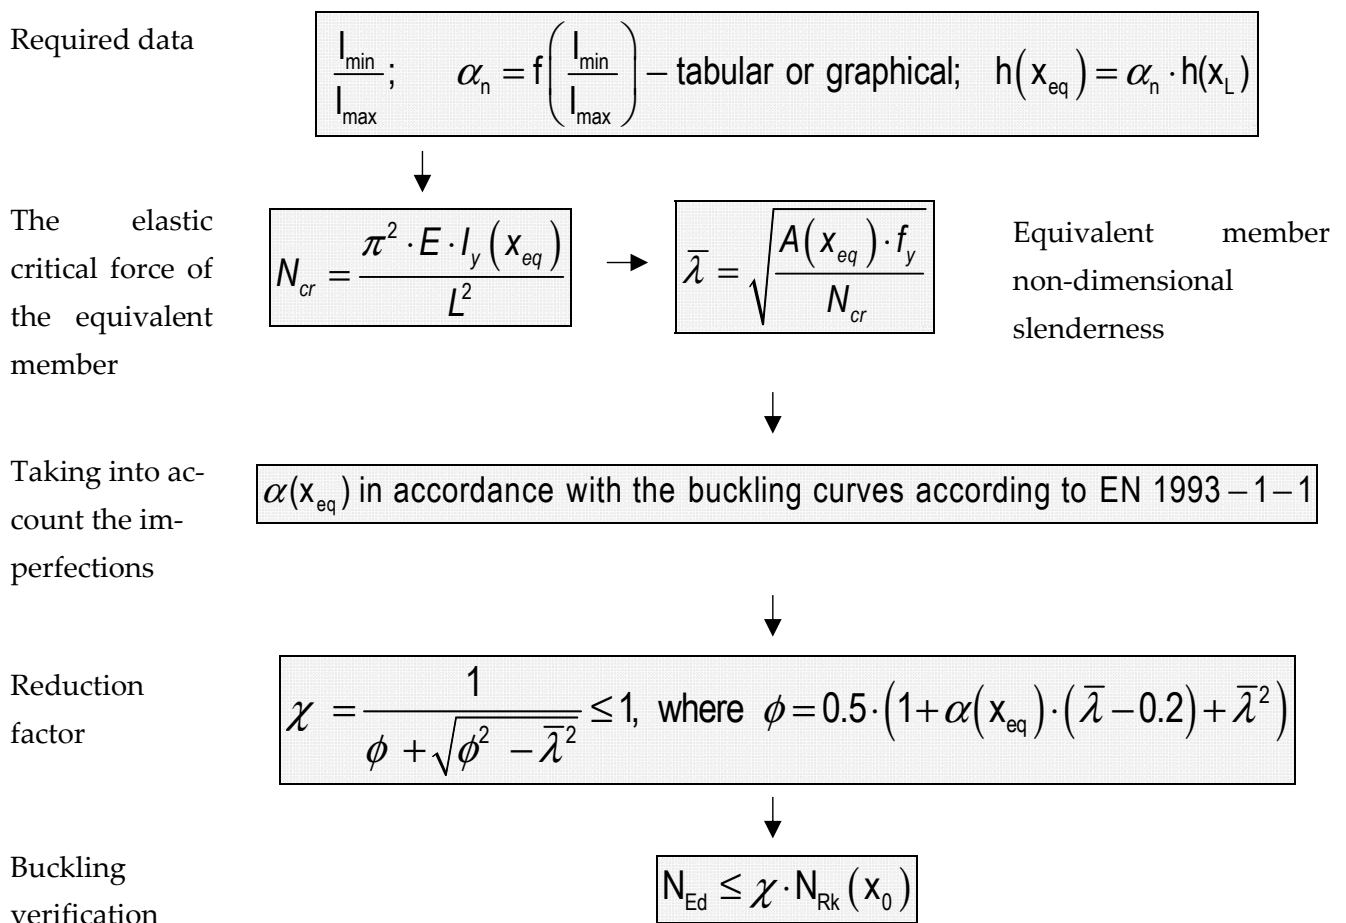 Required data
I_min / I_max ; α_n = f( I_min / I_max ) – tabular or graphical; h(x_eq) = α_n · h(x_L)
The elastic
critical force of
the equivalent
member
N_cr = π² · E · I_y(x_eq) / L²
λ̅ = √( A(x_eq) · f_y / N_cr )
Equivalent member
non-dimensional
slenderness
Taking into ac-
count the im-
perfections
α(x_eq) in accordance with the buckling curves according to EN 1993 – 1 – 1
Reduction
factor
χ = 1 / ( ϕ + √( ϕ² – λ̅² ) ) ≤ 1, where ϕ = 0.5 · (1 + α(x_eq) · (λ̅ – 0.2) + λ̅²)
Buckling
verification
N_Ed ≤ χ · N_Rk(x_0)